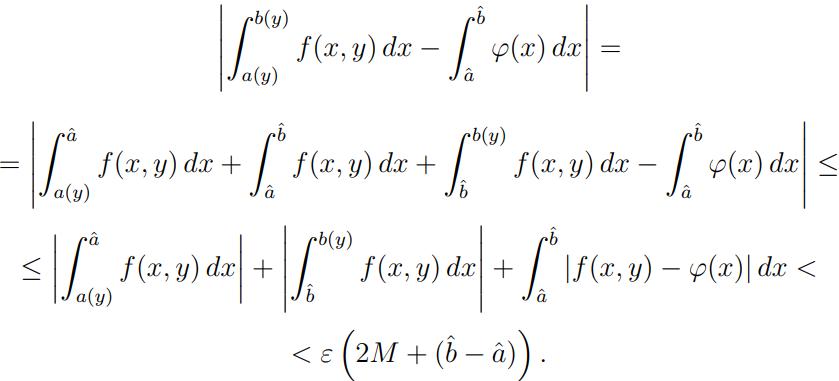 $$\left| \int_{a(y)}^{b(y)} f(x, y)\, dx - \int_{\hat{a}}^{\hat{b}} \varphi(x)\, dx \right| =$$
$$= \left| \int_{a(y)}^{\hat{a}} f(x, y)\, dx + \int_{\hat{a}}^{\hat{b}} f(x, y)\, dx + \int_{\hat{b}}^{b(y)} f(x, y)\, dx - \int_{\hat{a}}^{\hat{b}} \varphi(x)\, dx \right| \leq$$
$$\leq \left| \int_{a(y)}^{\hat{a}} f(x, y)\, dx \right| + \left| \int_{\hat{b}}^{b(y)} f(x, y)\, dx \right| + \int_{\hat{a}}^{\hat{b}} |f(x, y) - \varphi(x)|\, dx <$$
$$< \varepsilon \left( 2M + (\hat{b} - \hat{a}) \right).$$